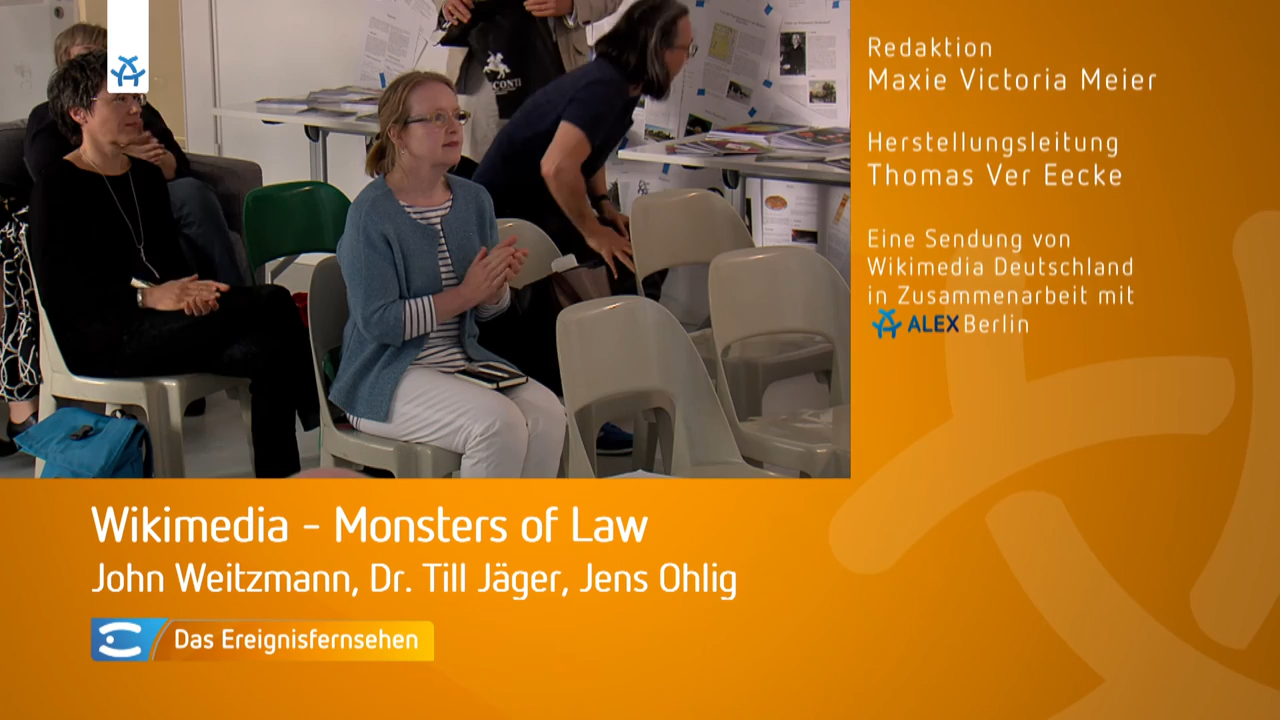 CONTI
Redaktion
Maxie Victoria Meier
Herstellungsleitung
Thomas Ver Eecke
Eine Sendung von
Wikimedia Deutschland
in Zusammenarbeit mit
ALEX Berlin
Wikimedia - Monsters of Law
John Weitzmann, Dr. Till Jäger, Jens Ohlig
Das Ereignisfernsehen